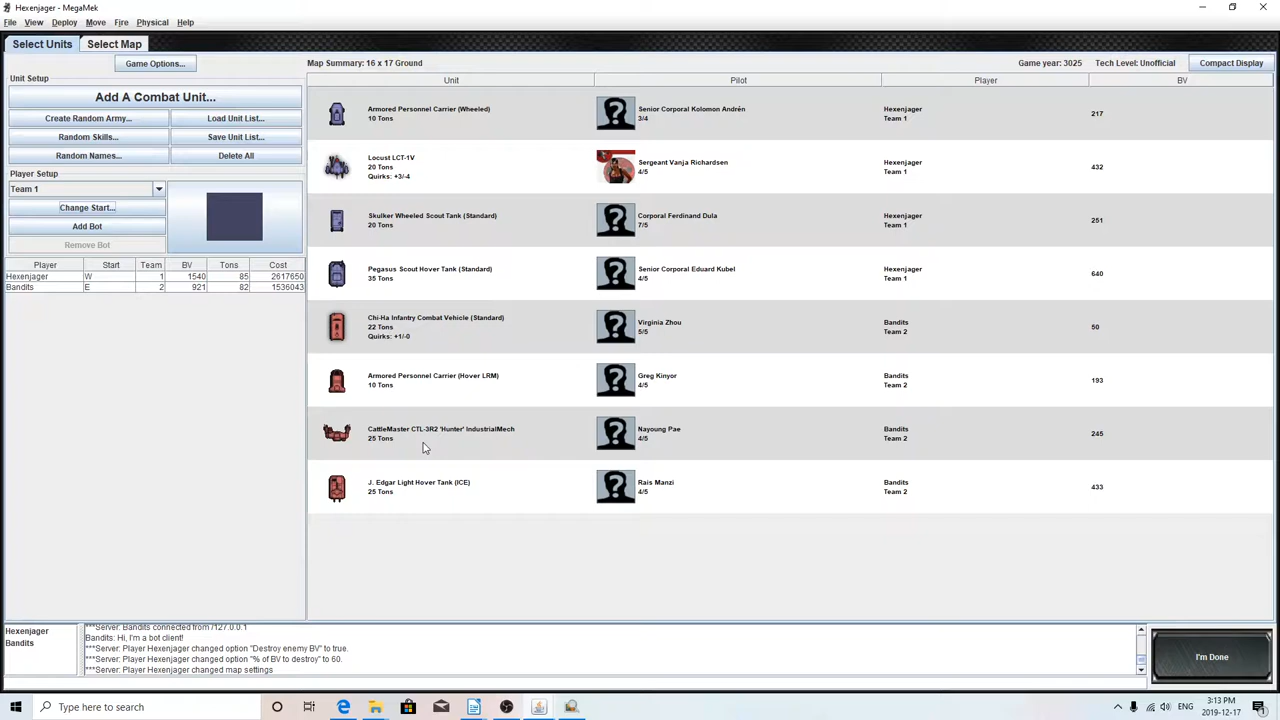 Hexenjager - MegaMek
File View Deploy Move Fire Physical Help
Select Units Select Map
Game Options...
Map Summary: 16 x 17 Ground Game year: 3025 Tech Level: Unofficial Compact Display
Unit Setup
Unit Pilot Player BV
Add A Combat Unit...
Create Random Army... Load Unit List...
Random Skills... Save Unit List...
Random Names... Delete All
Player Setup
Team 1
Change Start...
Add Bot
Remove Bot
Player Start Team BV Tons Cost
Hexenjager W 1 1540 85 2617650
Bandits E 2 921 82 1536043
Armored Personnel Carrier (Wheeled)
10 Tons
Senior Corporal Kolomon Andrén
3/4
Hexenjager
Team 1
217
Locust LCT-1V
20 Tons
Quirks: +3/-4
Sergeant Vanja Richardsen
4/5
Hexenjager
Team 1
432
Skulker Wheeled Scout Tank (Standard)
20 Tons
Corporal Ferdinand Dula
7/5
Hexenjager
Team 1
251
Pegasus Scout Hover Tank (Standard)
35 Tons
Senior Corporal Eduard Kubel
4/5
Hexenjager
Team 1
640
Chi-Ha Infantry Combat Vehicle (Standard)
22 Tons
Quirks: +1/-0
Virginia Zhou
5/5
Bandits
Team 2
50
Armored Personnel Carrier (Hover LRM)
10 Tons
Greg Kinyor
4/5
Bandits
Team 2
193
CattleMaster CTL-3R2 'Hunter' IndustrialMech
25 Tons
Nayoung Pae
4/5
Bandits
Team 2
245
J. Edgar Light Hover Tank (ICE)
25 Tons
Rais Manzi
4/5
Bandits
Team 2
433
Hexenjager
Bandits
***Server: Bandits connected from /127.0.0.1
Bandits: Hi, I'm a bot client!
***Server: Player Hexenjager changed option "Destroy enemy BV" to true.
***Server: Player Hexenjager changed option "% of BV to destroy" to 60.
***Server: Player Hexenjager changed map settings
I'm Done
Type here to search
ENG
3:13 PM
2019-12-17